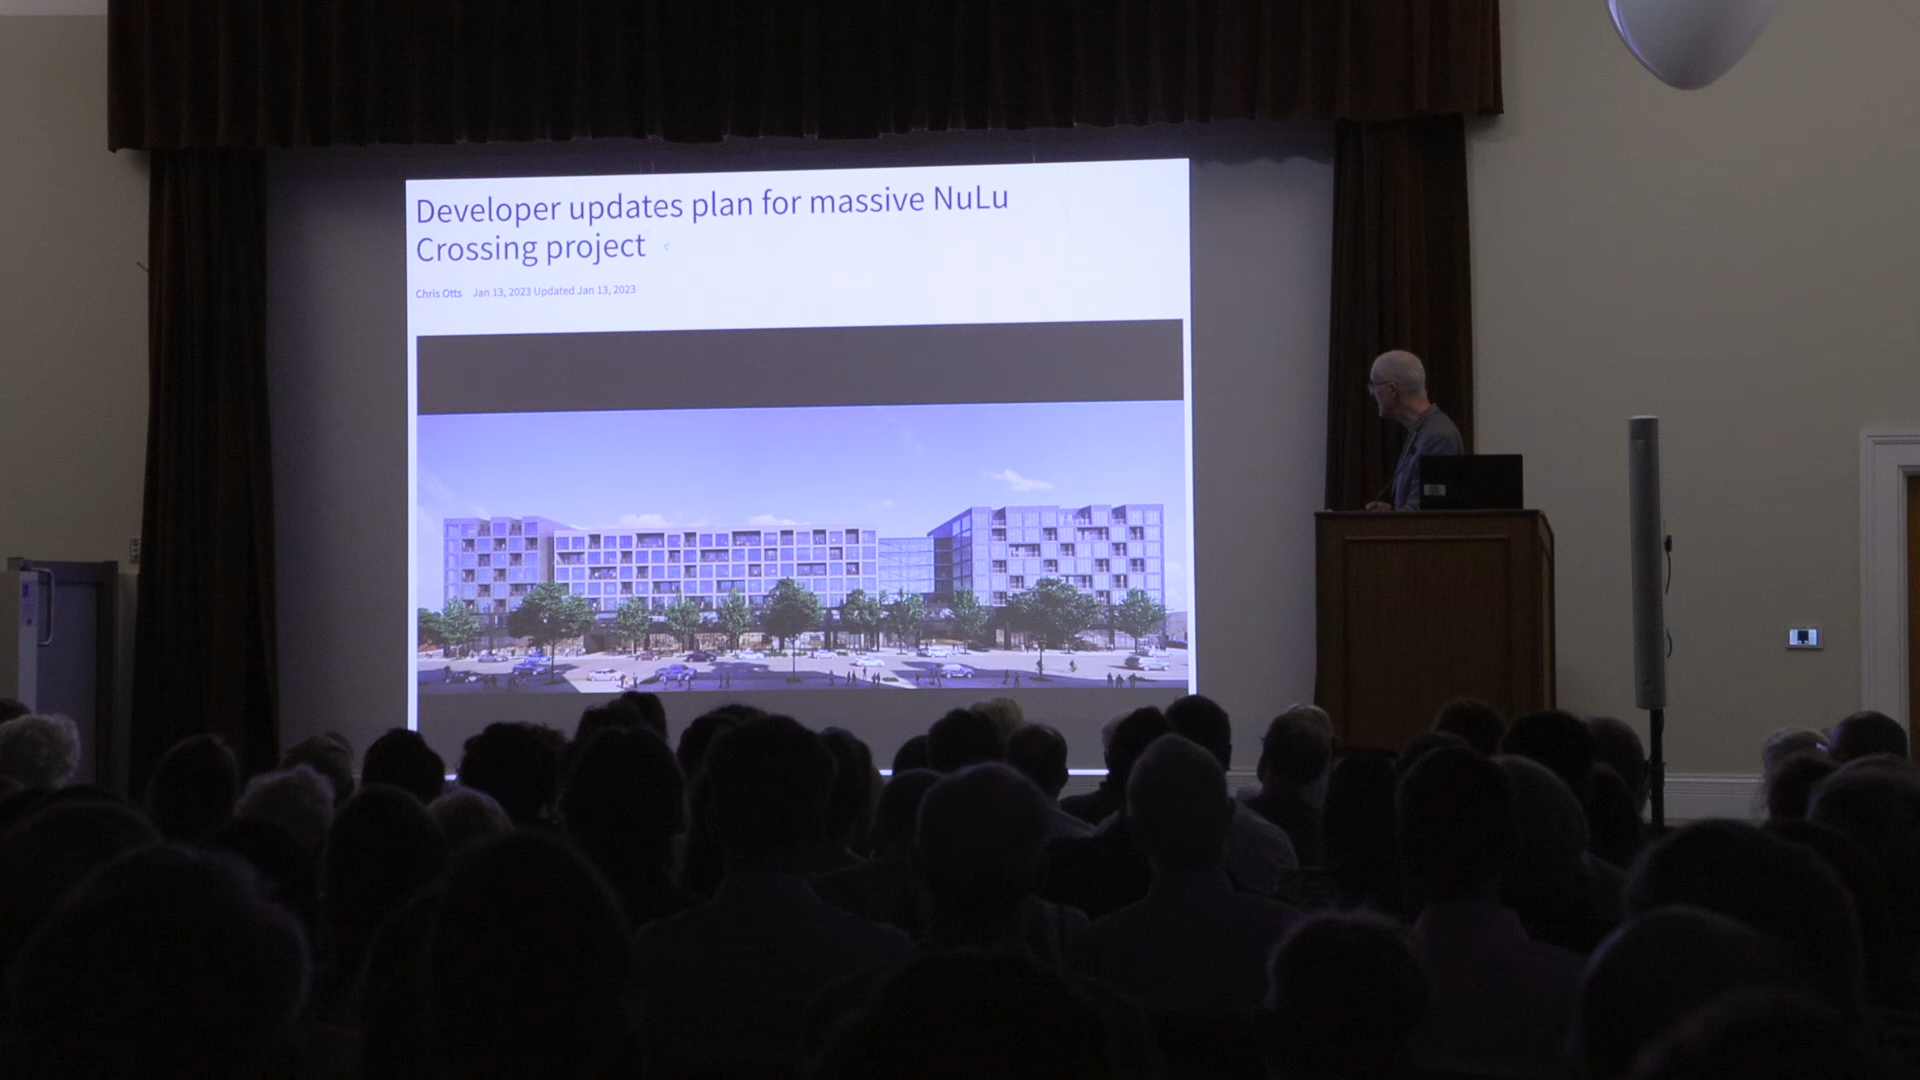 Developer updates plan for massive NuLu
Crossing project
Chris Otts Jan 13, 2023 Updated Jan 13, 2023